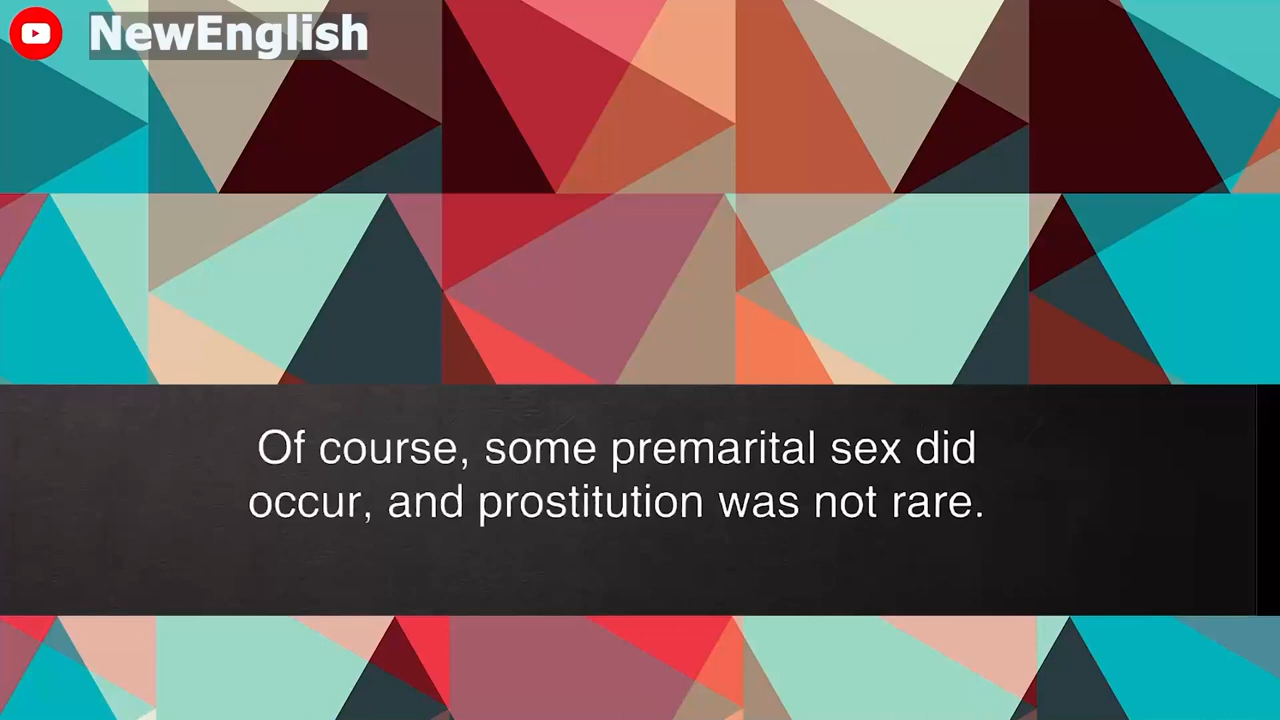 NewEnglish
Of course, some premarital sex did
occur, and prostitution was not rare.